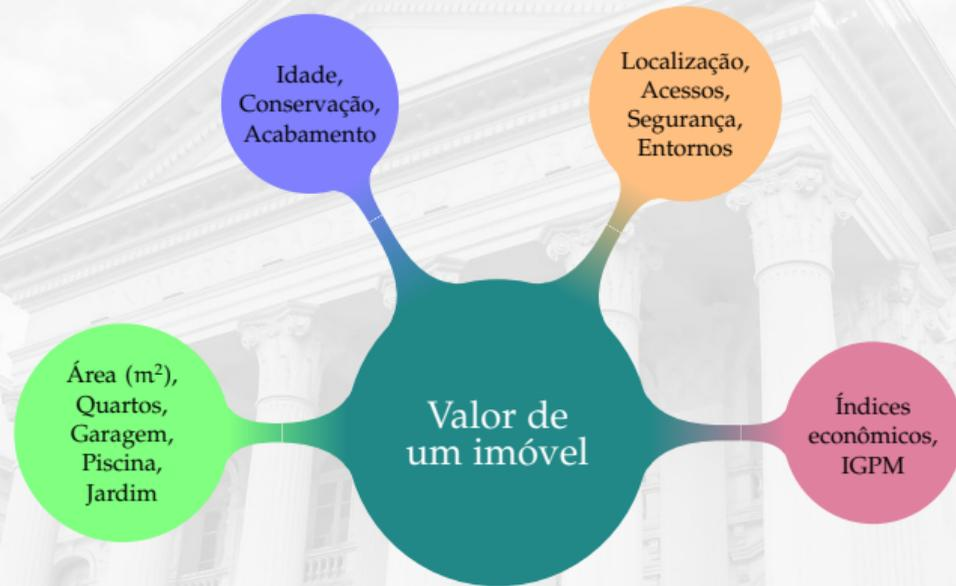 Idade,
Conservação,
Acabamento
Localização,
Acessos,
Segurança,
Entornos
Área (m²),
Quartos,
Garagem,
Piscina,
Jardim
Valor de
um imóvel
Índices
econômicos,
IGPM